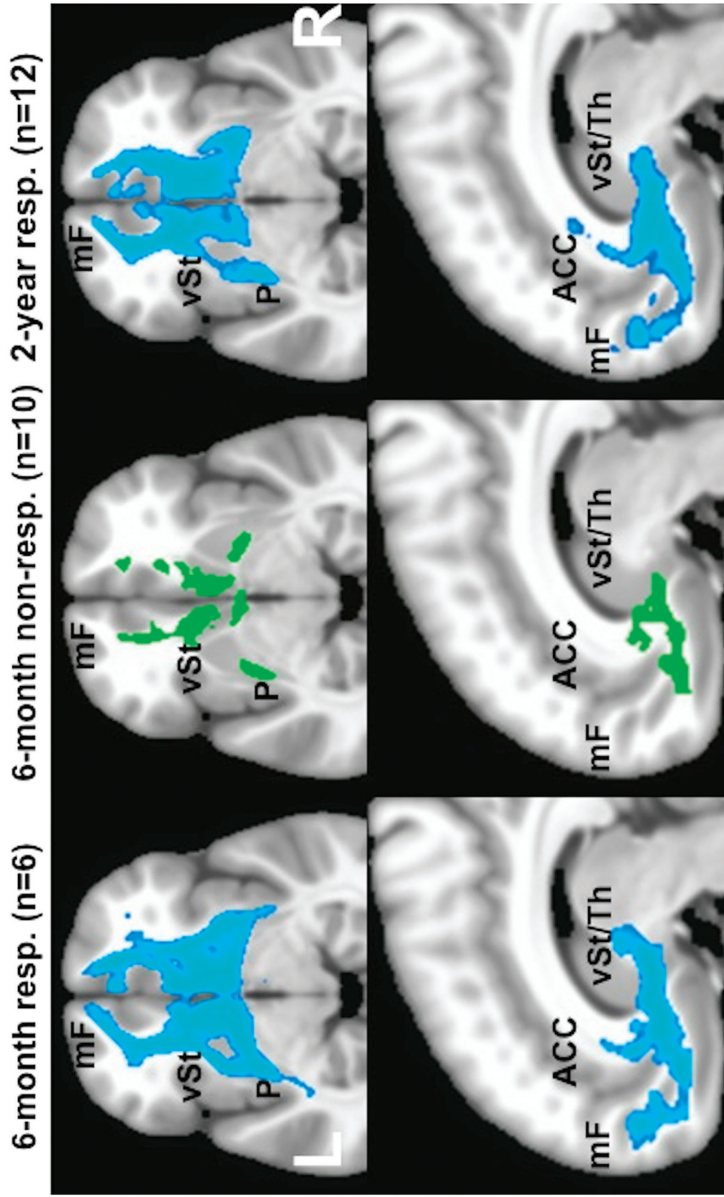 6-month resp. (n=6) 6-month non-resp. (n=10) 2-year resp. (n=12)
mF mF mF
vSt vSt vSt
P P P
L R
ACC ACC ACC
mF vSt/Th mF vSt/Th mF vSt/Th